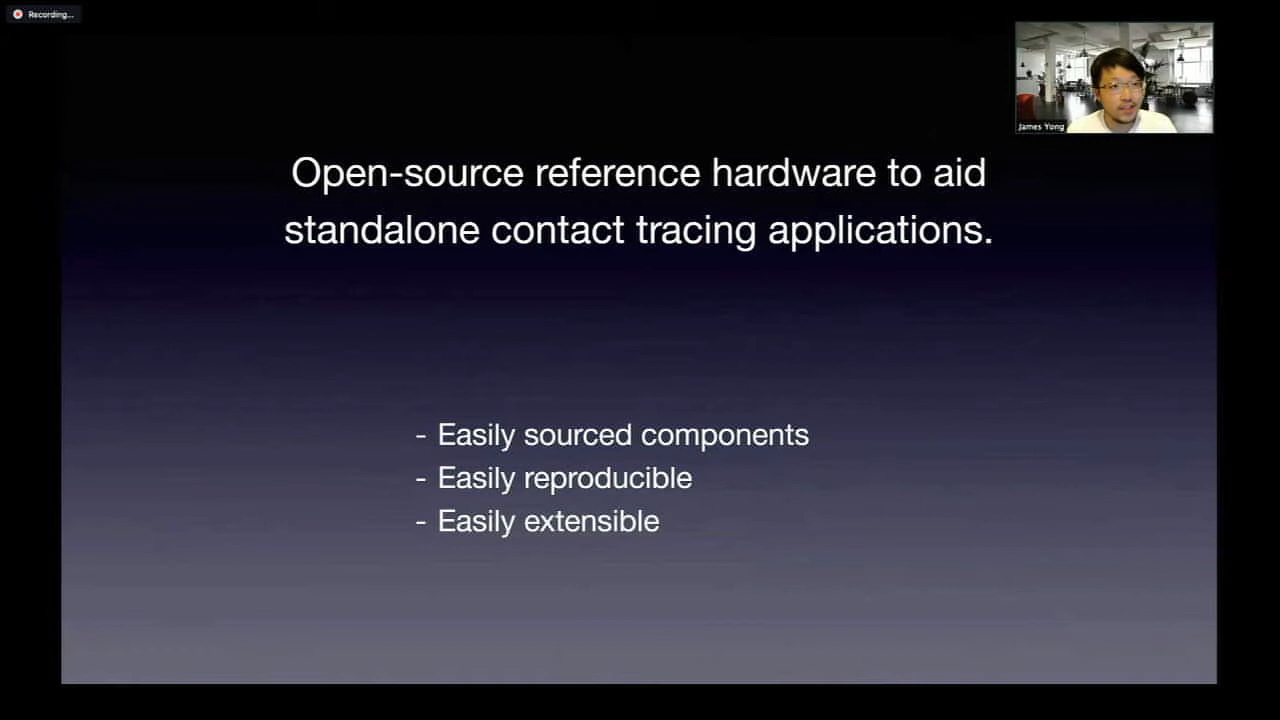 Recording...
James Yong
Open-source reference hardware to aid
standalone contact tracing applications.
- Easily sourced components
- Easily reproducible
- Easily extensible